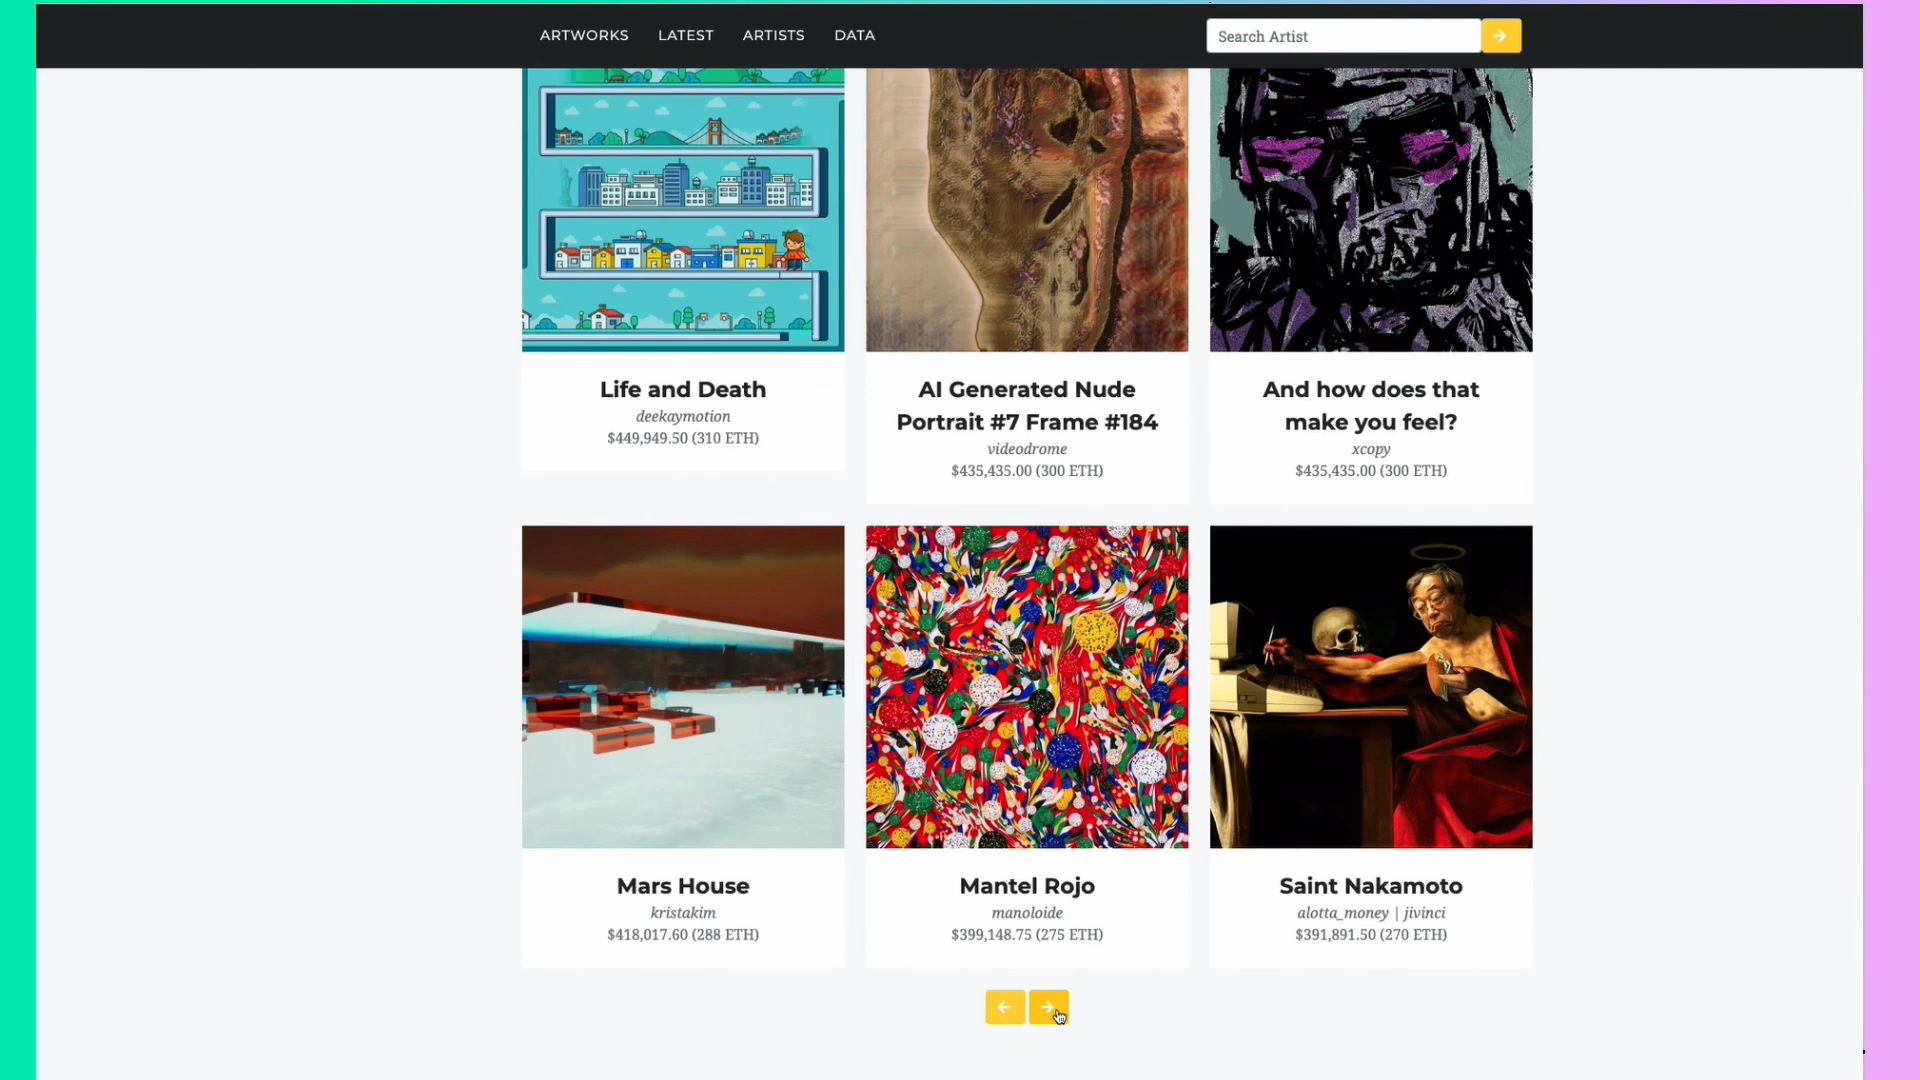 ARTWORKS LATEST ARTISTS DATA
Search Artist
Life and Death
deekaymotion
$449,949.50 (310 ETH)
AI Generated Nude
Portrait #7 Frame #184
videodrome
$435,435.00 (300 ETH)
And how does that
make you feel?
xcopy
$435,435.00 (300 ETH)
Mars House
kristakim
$418,017.60 (288 ETH)
Mantel Rojo
manoloide
$399,148.75 (275 ETH)
Saint Nakamoto
alotta_money | jivinci
$391,891.50 (270 ETH)